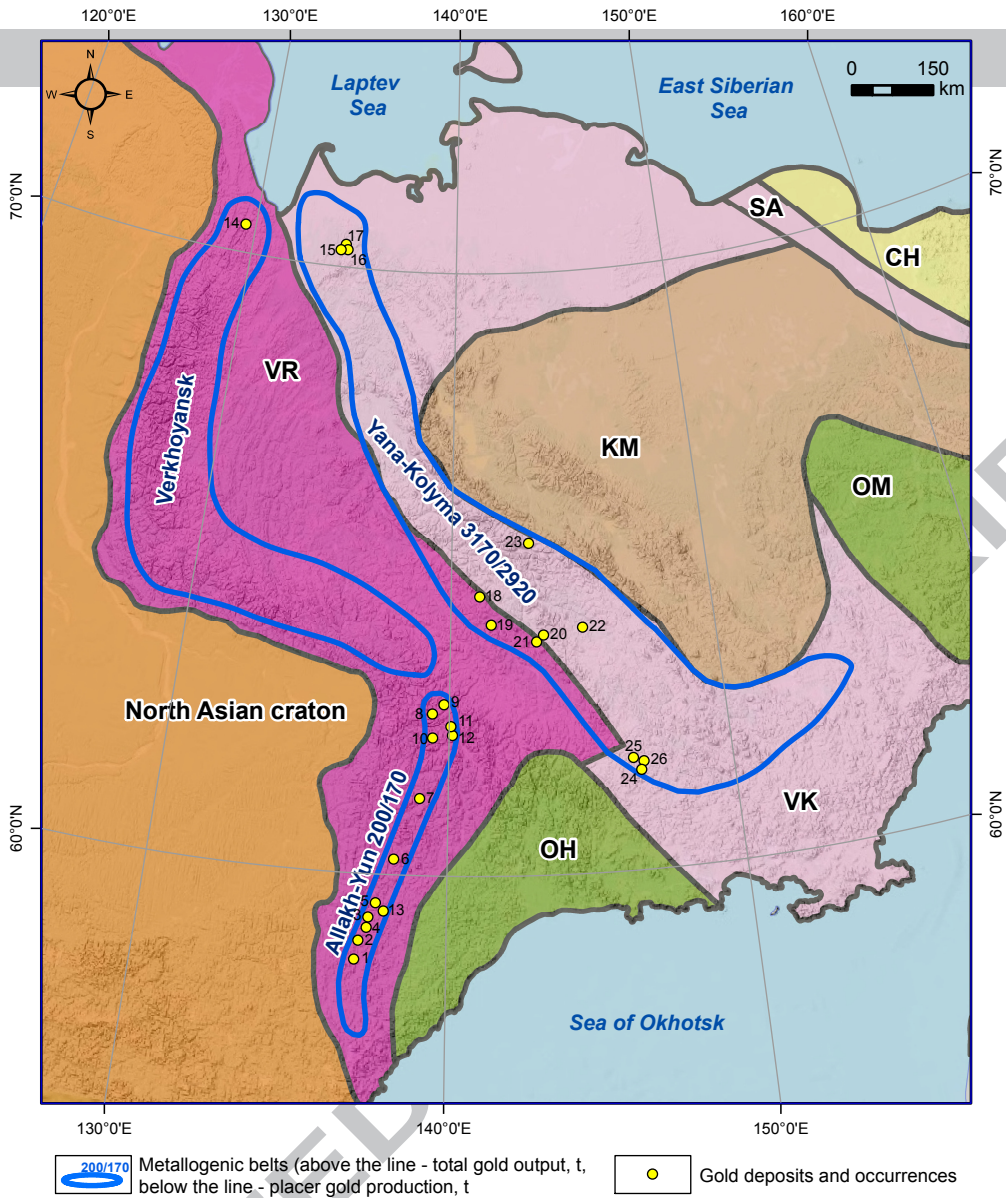 120°0'E 130°0'E 140°0'E 150°0'E 160°0'E
N
W E
S
Laptev
Sea
East Siberian
Sea
0 150
km
70°0'N
70°0'N
SA
CH
14
17
15
16
VR
Verkhoyansk
Yana-Kolyma 3170/2920
KM
OM
23
18
19
20
21
22
North Asian craton
9
8
11
10
12
25
26
24
7
VK
60°0'N
60°0'N
Allakh-Yun 200/170
OH
6
5
13
3
4
2
1
Sea of Okhotsk
130°0'E 140°0'E 150°0'E
200/170
Metallogenic belts (above the line - total gold output, t,
below the line - placer gold production, t
Gold deposits and occurrences